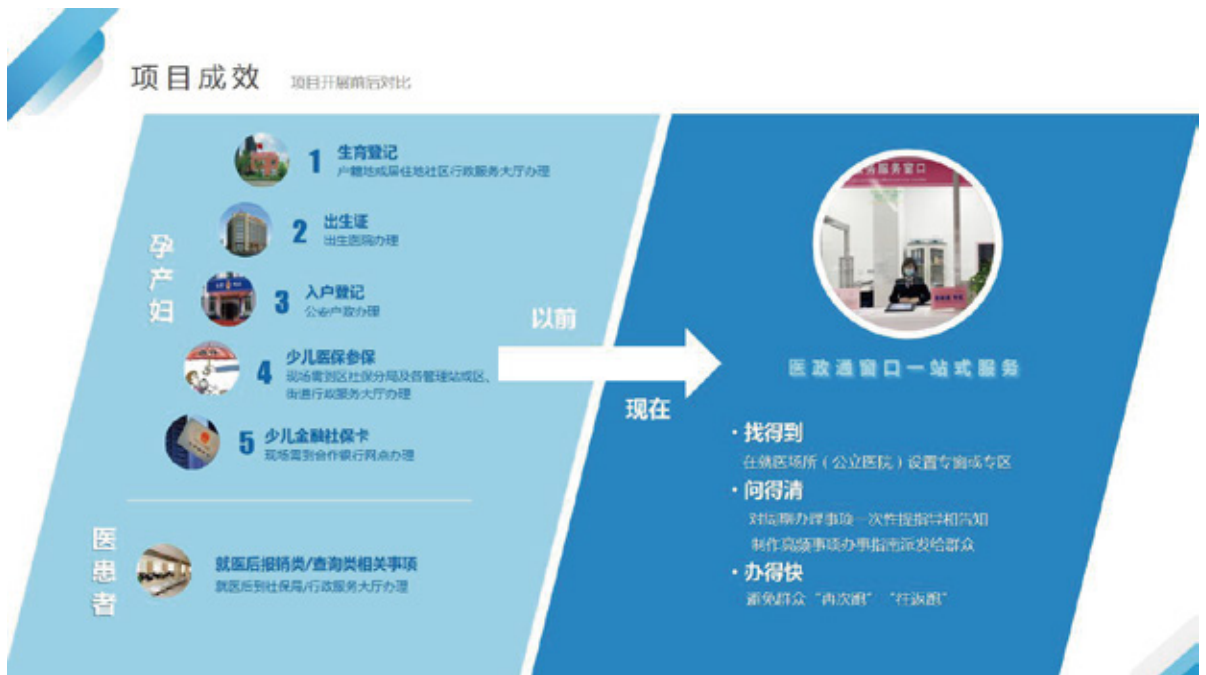 项目成效 项目开展前后对比
孕产妇
1 生育登记
户籍地或居住地社区行政服务大厅办理
2 出生证
出生医院办理
3 入户登记
公安户政办理
4 少儿医保参保
现场需到区社保分局及各管理站或区、
街道行政服务大厅办理
5 少儿金融社保卡
现场需到合作银行网点办理
医患者
就医后报销类/查询类相关事项
就医后到社保局/行政服务大厅办理
以前
现在
务服务窗口
医政通窗口一站式服务
·找得到
在就医场所（公立医院）设置专窗或专区
·问得清
对周期办理事项一次性提指导和告知
制作高频事项办事指南派发给群众
·办得快
避免群众“再次跑”“往返跑”